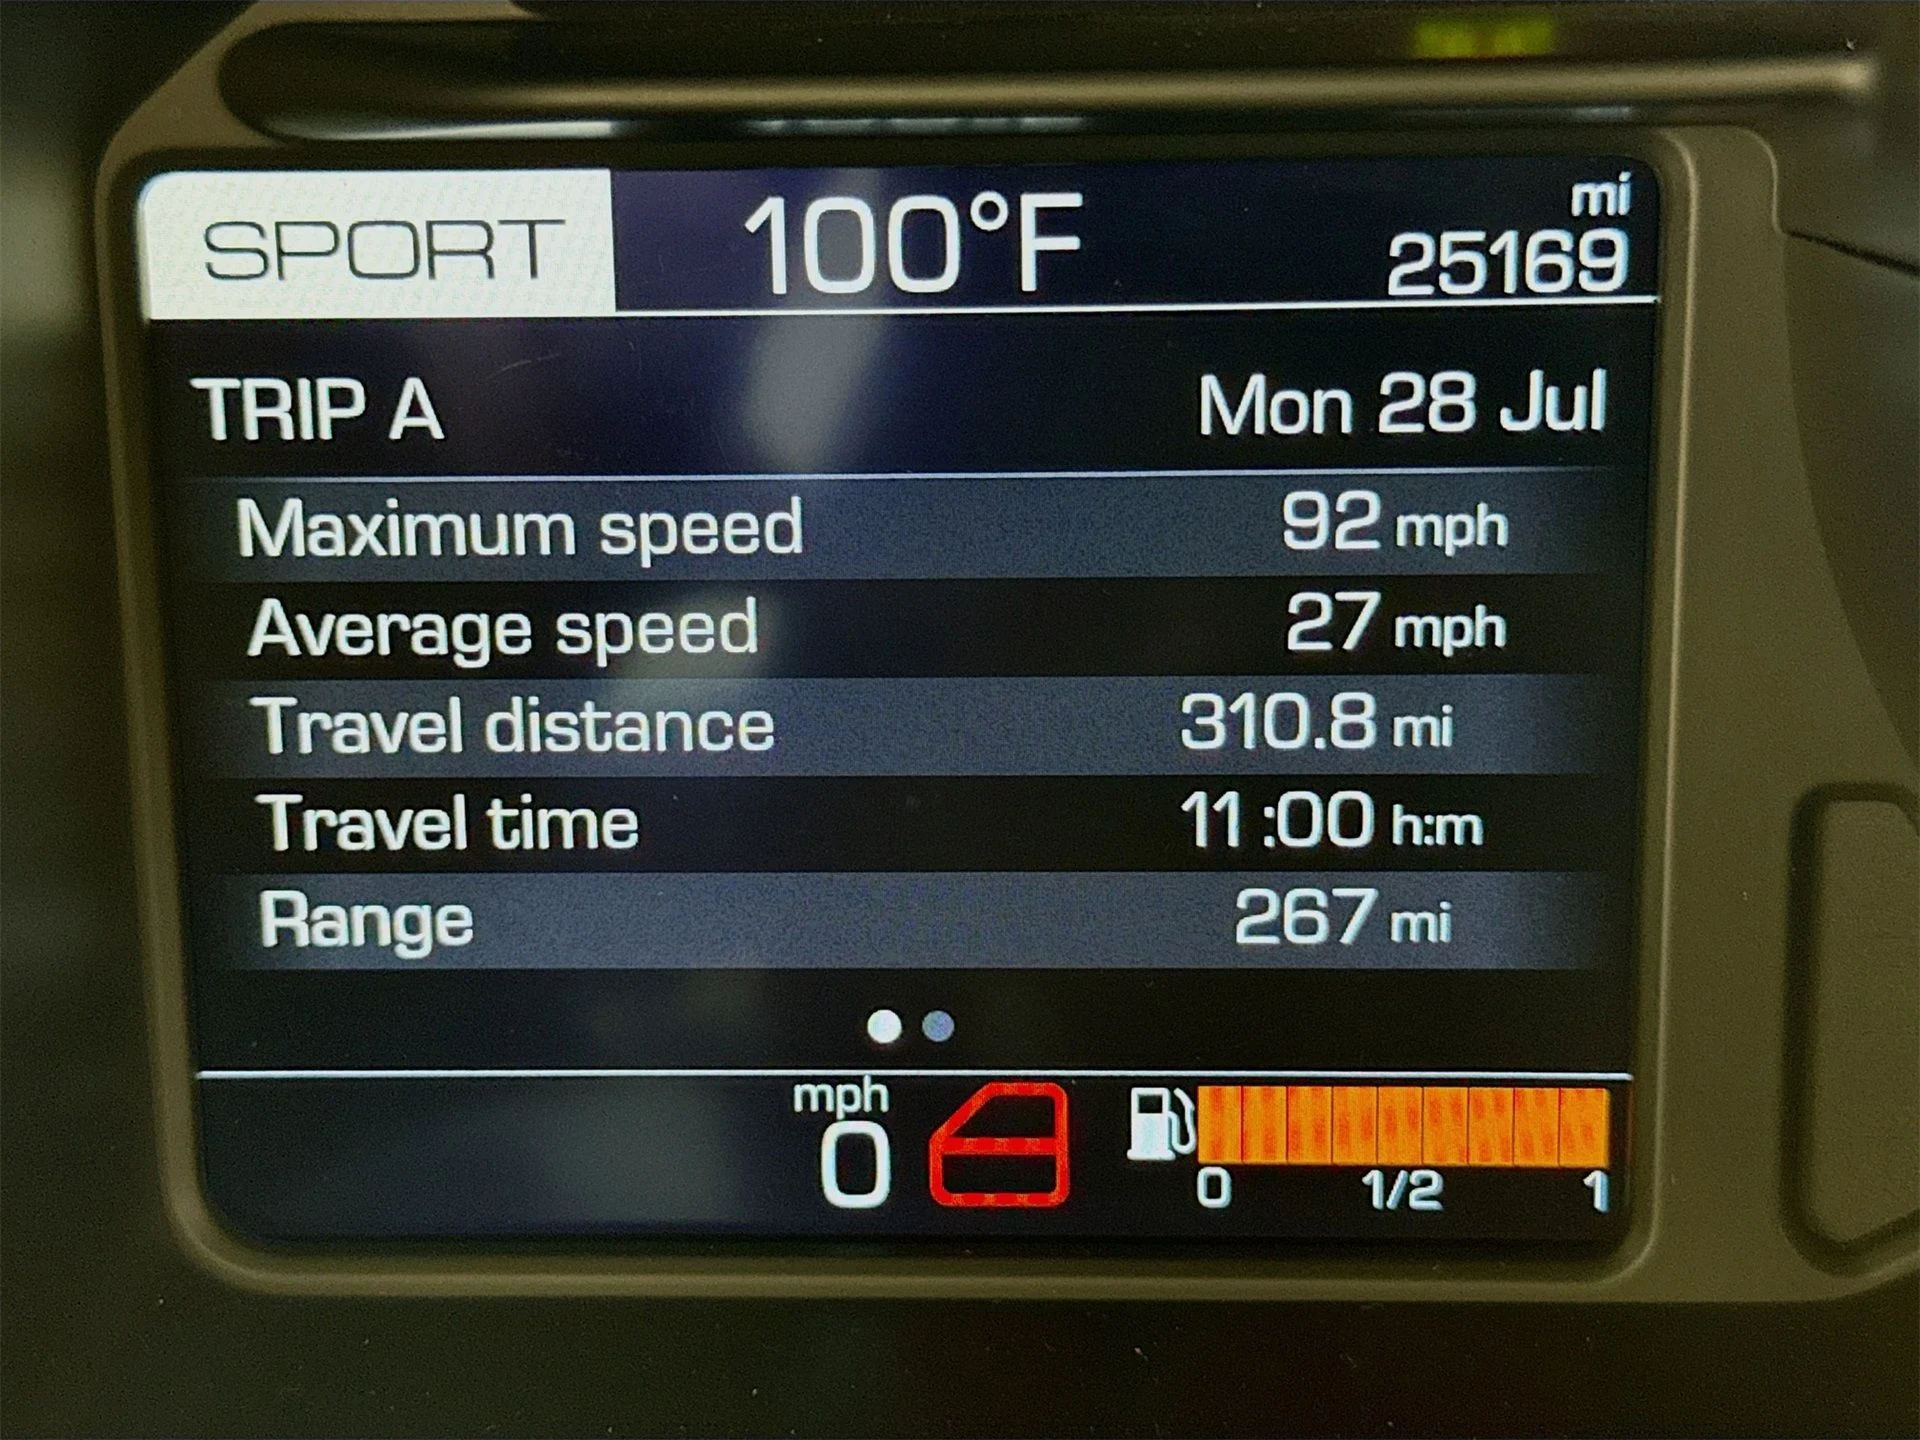 SPORT 100°F mi 25169
TRIP A Mon 28 Jul
Maximum speed 92 mph
Average speed 27 mph
Travel distance 310.8 mi
Travel time 11:00 h:m
Range 267 mi
mph
0
0 1/2 1